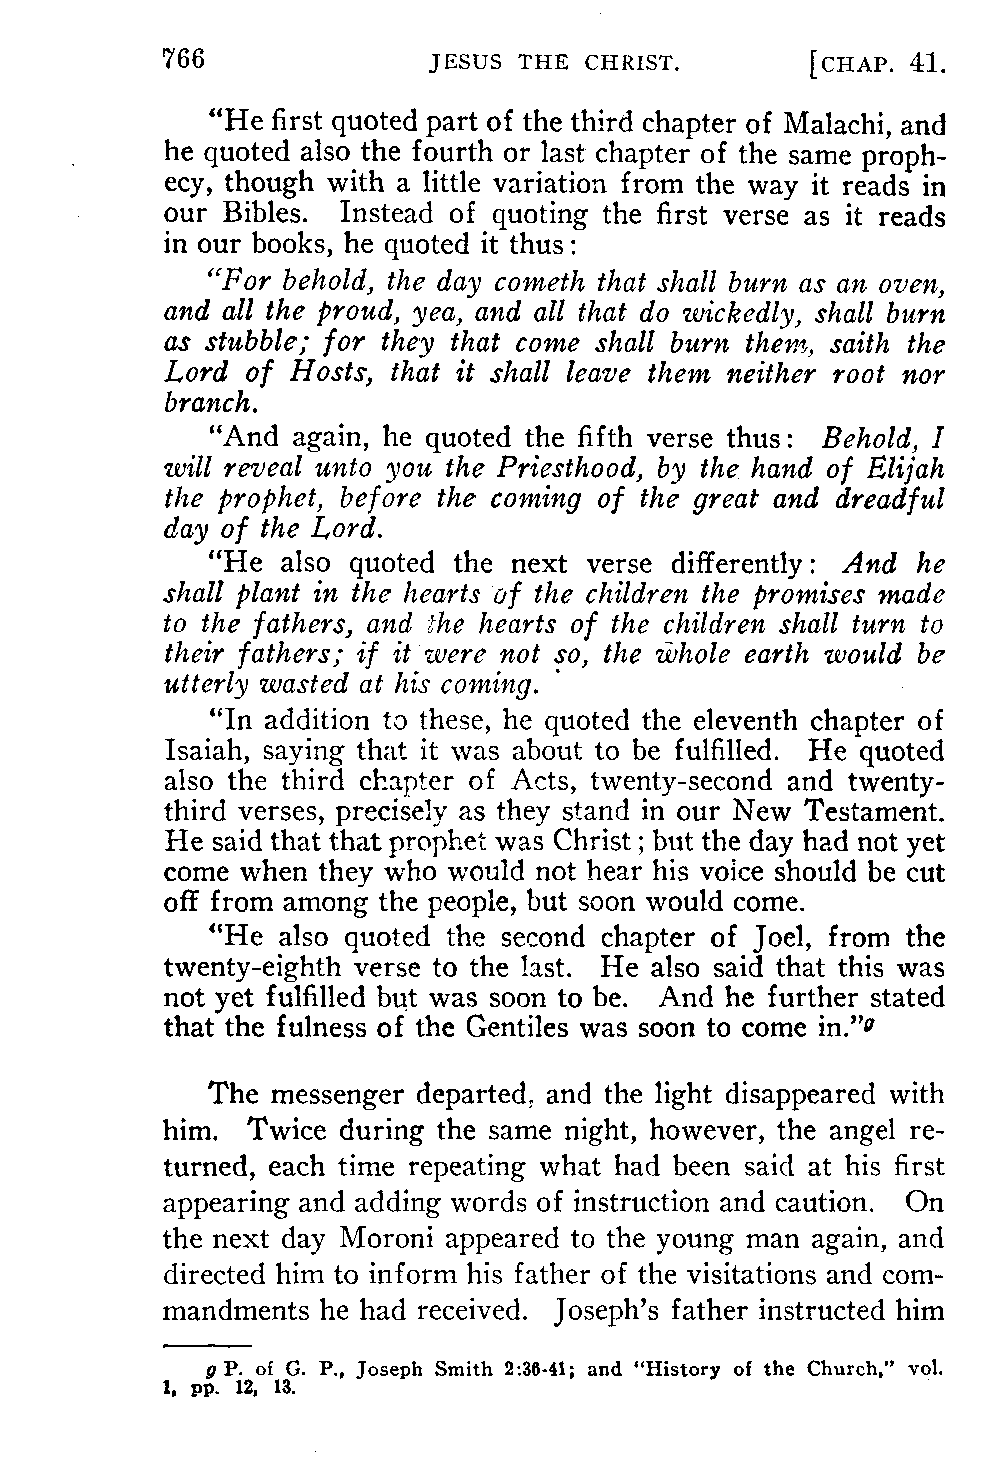 766 JESUS THE CHRIST. [CHAP. 41.
"He first quoted part of the third chapter of Malachi, and
he quoted also the fourth or last chapter of the same proph-
ecy, though with a little variation from the way it reads in
our Bibles. Instead of quoting the first verse as it reads
in our books, he quoted it thus:
"For behold, the day cometh that shall burn as an oven,
and all the proud, yea, and all that do wickedly, shall burn
as stubble; for they that come shall burn them, saith the
Lord of Hosts, that it shall leave them neither root nor
branch.
"And again, he quoted the fifth verse thus: Behold, I
will reveal unto you the Priesthood, by the hand of Elijah
the prophet, before the coming of the great and dreadful
day of the Lord.
"He also quoted the next verse differently: And he
shall plant in the hearts of the children the promises made
to the fathers, and the hearts of the children shall turn to
their fathers; if it were not so, the whole earth would be
utterly wasted at his coming.
"In addition to these, he quoted the eleventh chapter of
Isaiah, saying that it was about to be fulfilled. He quoted
also the third chapter of Acts, twenty-second and twenty-
third verses, precisely as they stand in our New Testament.
He said that that prophet was Christ; but the day had not yet
come when they who would not hear his voice should be cut
off from among the people, but soon would come.
"He also quoted the second chapter of Joel, from the
twenty-eighth verse to the last. He also said that this was
not yet fulfilled but was soon to be. And he further stated
that the fulness of the Gentiles was soon to come in."g
The messenger departed, and the light disappeared with
him. Twice during the same night, however, the angel re-
turned, each time repeating what had been said at his first
appearing and adding words of instruction and caution. On
the next day Moroni appeared to the young man again, and
directed him to inform his father of the visitations and com-
mandments he had received. Joseph's father instructed him
g P. of G. P., Joseph Smith 2:36-41; and "History of the Church," vol.
1, pp. 12, 13.